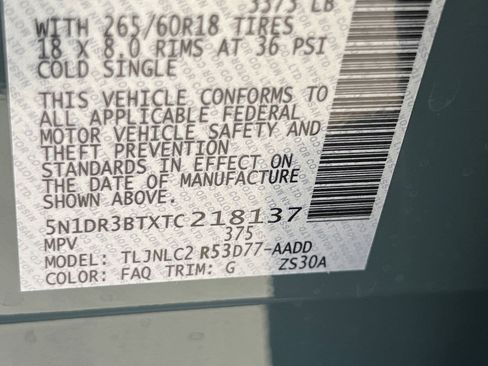 3373 LB
WITH 265/60R18 TIRES
18 X 8.0 RIMS AT 36 PSI
COLD SINGLE
THIS VEHICLE CONFORMS TO
ALL APPLICABLE FEDERAL
MOTOR VEHICLE SAFETY AND
THEFT PREVENTION
STANDARDS IN EFFECT ON
THE DATE OF MANUFACTURE
SHOWN ABOVE.
5N1DR3BTXTC218137
MPV 375
MODEL: TLJNLC2 R53D77-AADD
COLOR: FAQ TRIM: G ZS30A